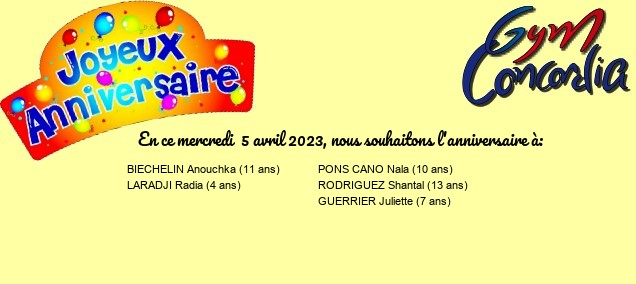 Joyeux
Anniversaire
Gym
Concordia
En ce mercredi 5 avril 2023, nous souhaitons l'anniversaire à:
BIECHELIN Anouchka (11 ans)
LARADJI Radia (4 ans)
PONS CANO Nala (10 ans)
RODRIGUEZ Shantal (13 ans)
GUERRIER Juliette (7 ans)